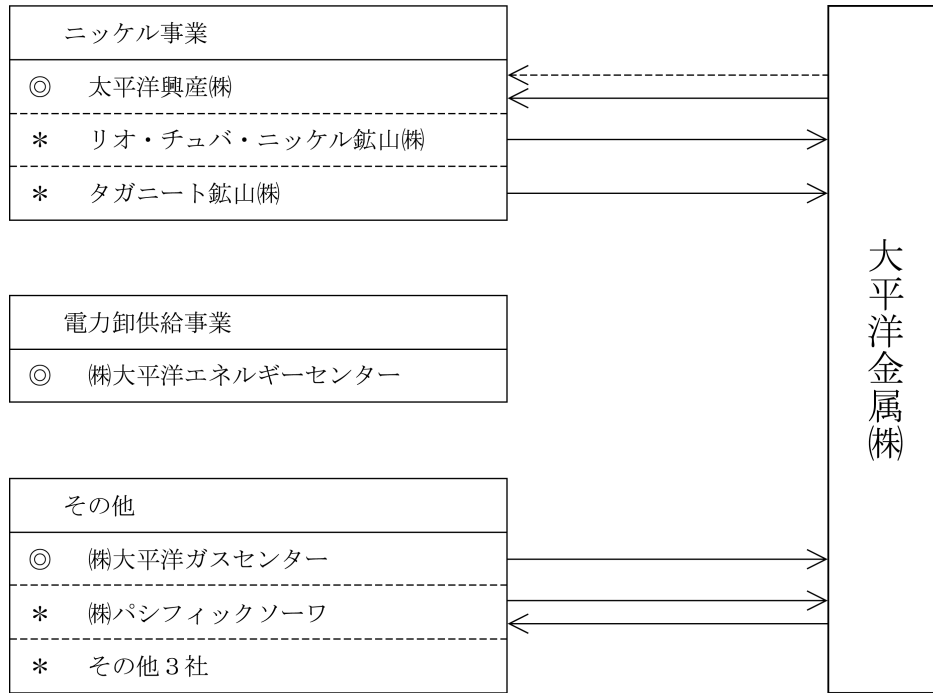 ニッケル事業
◎ 太平洋興産㈱
＊ リオ・チュバ・ニッケル鉱山㈱
＊ タガニート鉱山㈱
電力卸供給事業
◎ ㈱大平洋エネルギーセンター
その他
◎ ㈱大平洋ガスセンター
＊ ㈱パシフィックソーワ
＊ その他３社
大平洋金属㈱